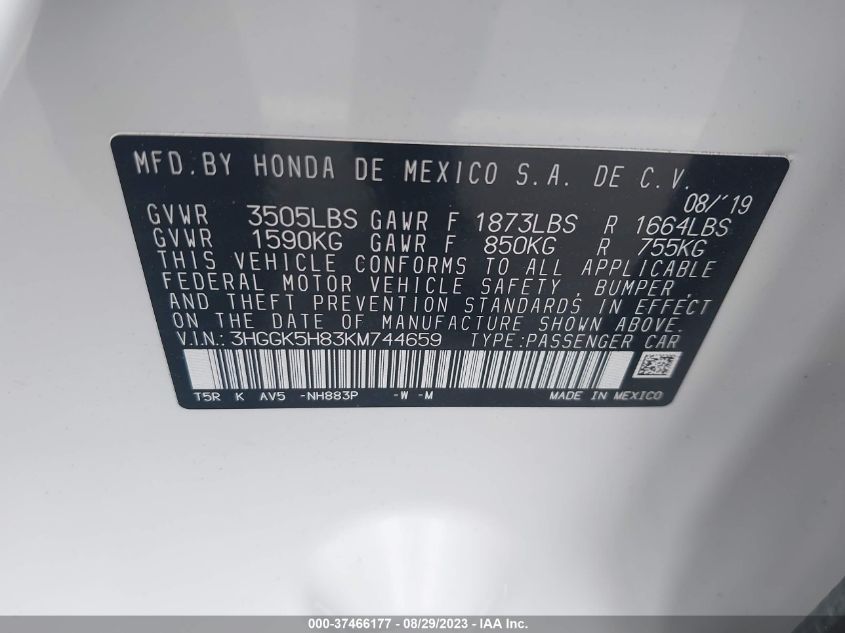 MFD.BY HONDA DE MEXICO S.A. DE C.V.
08/'19
GVWR 3505LBS GAWR F 1873LBS R 1664LBS
GVWR 1590KG GAWR F 850KG R 755KG
THIS VEHICLE CONFORMS TO ALL APPLICABLE
FEDERAL MOTOR VEHICLE SAFETY, BUMPER,
AND THEFT PREVENTION STANDARDS IN EFFECT
ON THE DATE OF MANUFACTURE SHOWN ABOVE.
V.I.N.:3HGGK5H83KM744659 TYPE:PASSENGER CAR
T5R K AV5 -NH883P -W -M MADE IN MEXICO
000-37466177 - 08/29/2023 - IAA Inc.